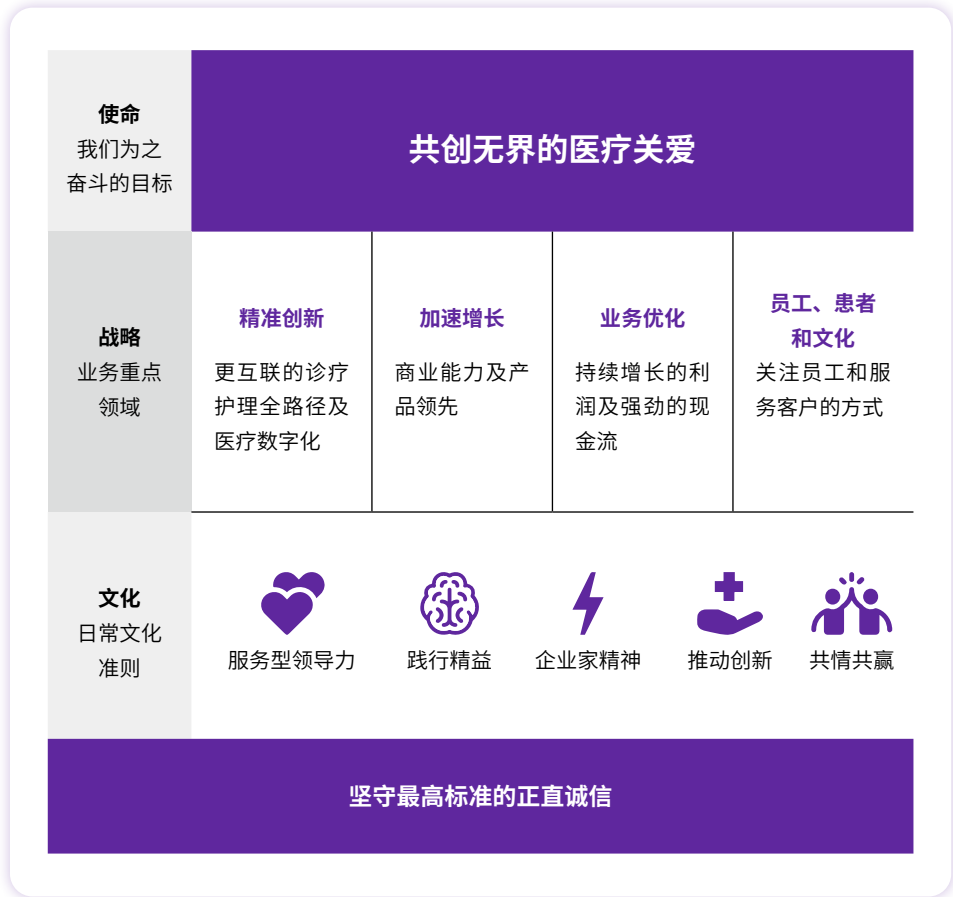 使命
我们为之
奋斗的目标
共创无界的医疗关爱
战略
业务重点
领域
精准创新
更互联的诊疗
护理全路径及
医疗数字化
加速增长
商业能力及产
品领先
业务优化
持续增长的利
润及强劲的现
金流
员工、患者
和文化
关注员工和服
务客户的方式
文化
日常文化
准则
服务型领导力
践行精益
企业家精神
推动创新
共情共赢
坚守最高标准的正直诚信